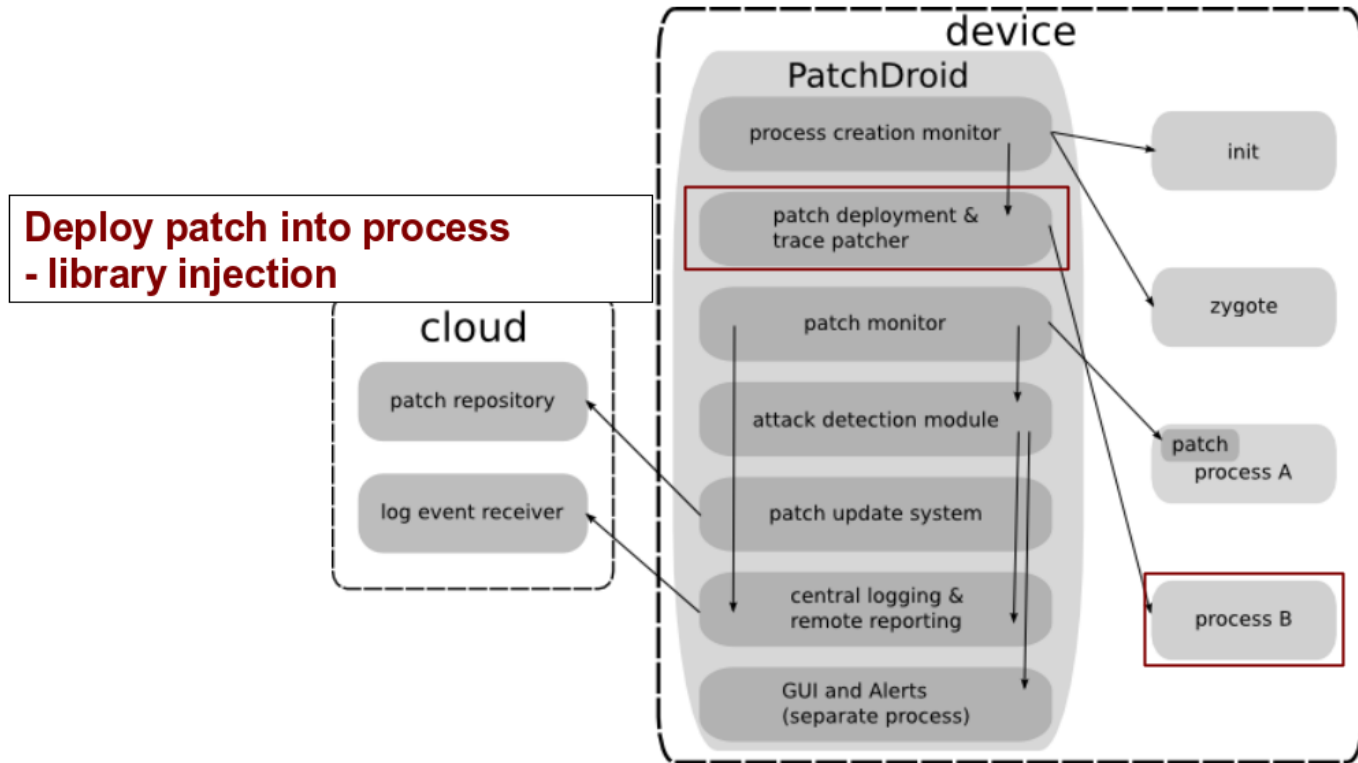 device
PatchDroid
process creation monitor
init
Deploy patch into process
- library injection
patch deployment &
trace patcher
cloud
patch monitor
zygote
patch repository
attack detection module
patch
process A
log event receiver
patch update system
central logging &
remote reporting
process B
GUI and Alerts
(separate process)